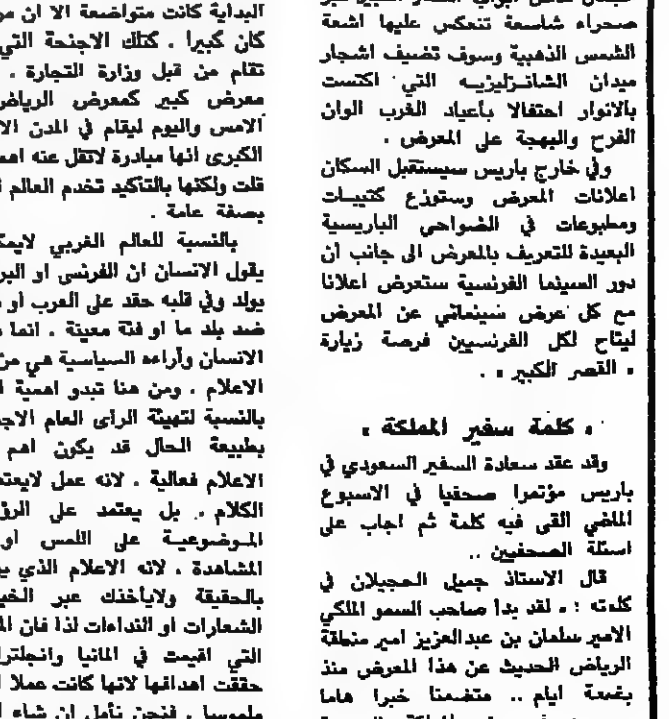 صحراء شاسعة تنعكس عليها اشعة
الشمس الذهبية وسوف تضيف اشجار
ميدان الشانـزليزيـه التي اكتست
بالانوار احتفالا بأعياد الغرب الوان
الفرح والبهجة على المعرض .
وفي خارج باريس سيستقبل السكان
اعلانات المعرض وستوزع كتيبـات
ومطبوعات في الضواحي الباريسية
البعيدة للتعريف بالمعرض الى جانب أن
دور السينما الفرنسية ستعرض اعلانا
مع كل عرض سينمائي عن المعرض
ليتاح لكل الفرنسيين فرصة زيارة
« القصر الكبير » .
« كلمة سفير المملكة »
وقد عقد سعادة السفير السعودي في
باريس مؤتمرا صحفيا في الاسبوع
الماضي القى فيه كلمة ثم اجاب على
اسئلة الصحفيين ..
قال الاستاذ جميل الحجيلان في
كلمته : « لقد بدأ صاحب السمو الملكي
الامير سلمان بن عبدالعزيز امير منطقة
الرياض الحديث عن هذا المعرض منذ
بضعة ايام .. متضمنا خبرا هاما
البداية كانت متواضعة الا ان
كان كبيرا . كتلك الاجنحة التي
تقام من قبل وزارة التجارة .
معرض كبير كمعرض الرياض
الامس واليوم ليقام في المدن
الكبرى انها مبادرة لاتقل عنه
قلت ولكنها بالتأكيد تخدم العالم
بصفة عامة .
بالنسبة للعالم الغربي
يقول الانسان ان الفرنسي او
يولد وفي قلبه حقد على العرب او
ضد بلد ما او فئة معينة . انما
الانسان وآراءه السياسية هي من
الاعلام . ومن هنا تبدو اهمية
بالنسبة لتهيئة الرأى العام
بطبيعة الحال قد يكون اهم
الاعلام فعالية . لانه عمل
الكلام . بل يعتمد على
المـوضوعيـة على اللمس أو
المشاهدة . لانه الاعلام الذي
بالحقيقة ولايأخذك عبر
الشعارات او النداءات لذا فان
التي اقيمت في المانيا وانجلترا
حققت اهدافها لانها كانت عملا
ملموسا . فنحن نأمل ان شاء